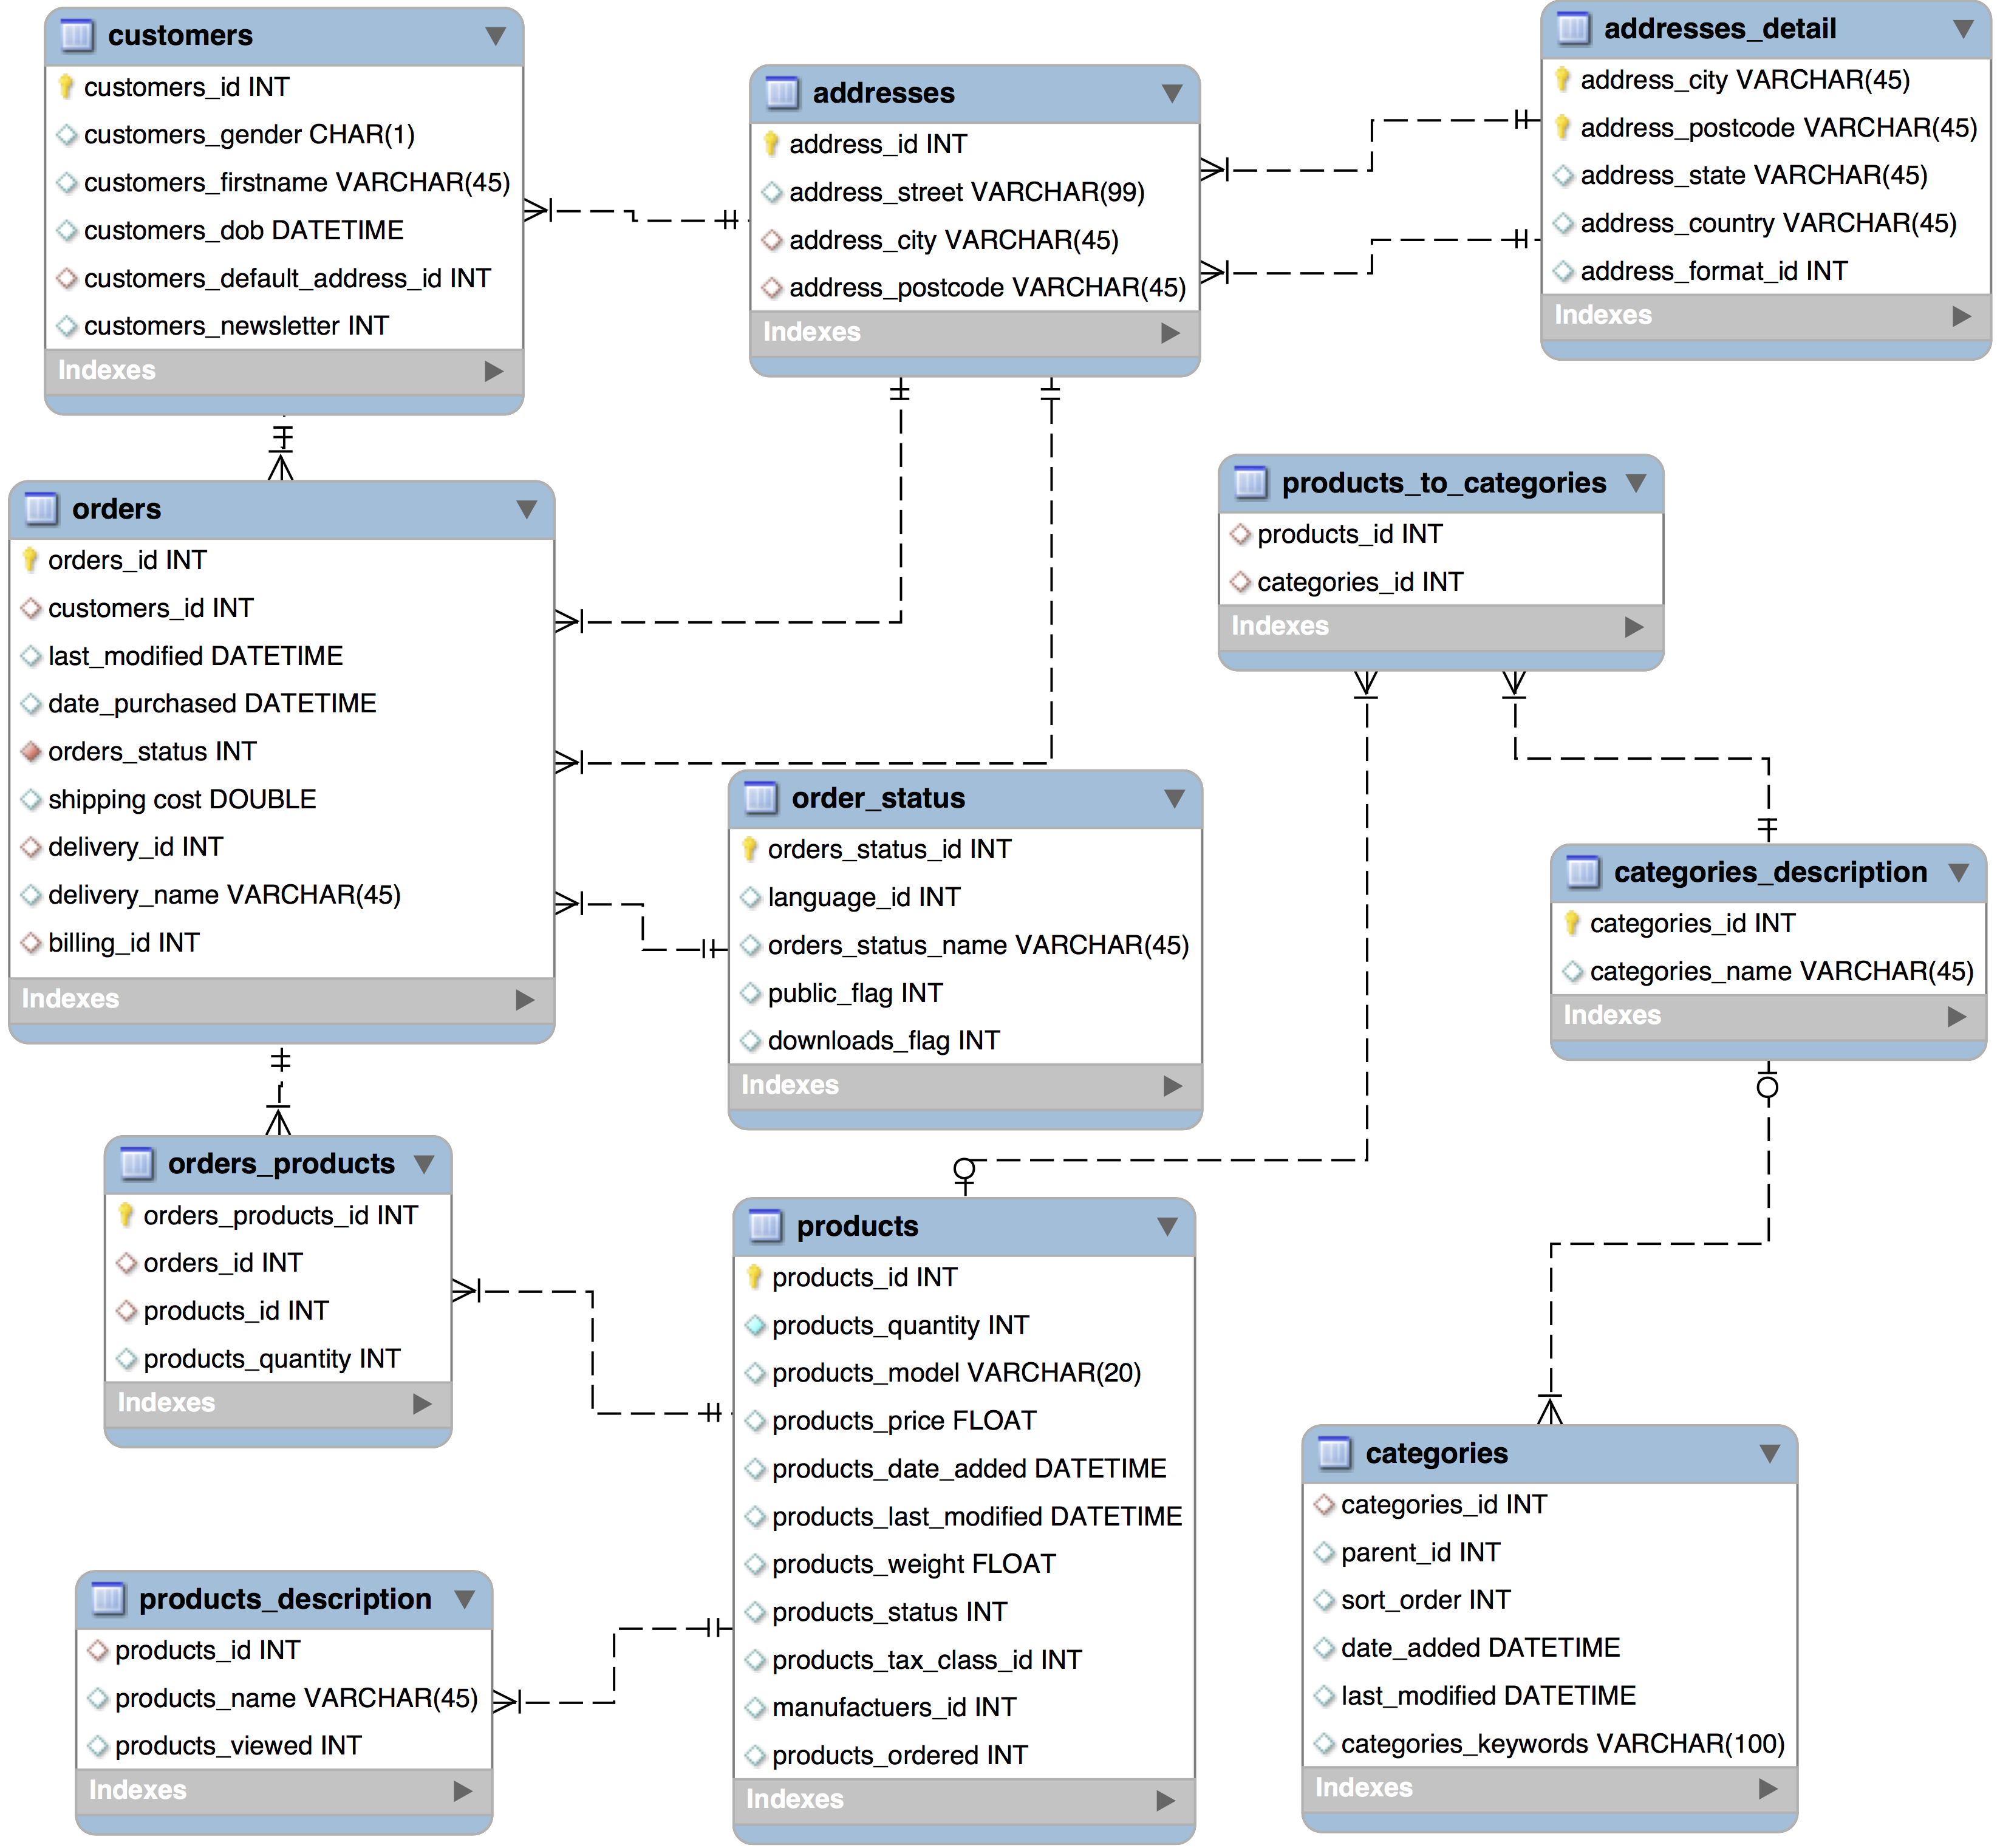 customers
customers_id INT
customers_gender CHAR(1)
customers_firstname VARCHAR(45)
customers_dob DATETIME
customers_default_address_id INT
customers_newsletter INT
Indexes
addresses
address_id INT
address_street VARCHAR(99)
address_city VARCHAR(45)
address_postcode VARCHAR(45)
Indexes
addresses_detail
address_city VARCHAR(45)
address_postcode VARCHAR(45)
address_state VARCHAR(45)
address_country VARCHAR(45)
address_format_id INT
Indexes
orders
orders_id INT
customers_id INT
last_modified DATETIME
date_purchased DATETIME
orders_status INT
shipping cost DOUBLE
delivery_id INT
delivery_name VARCHAR(45)
billing_id INT
Indexes
products_to_categories
products_id INT
categories_id INT
Indexes
order_status
orders_status_id INT
language_id INT
orders_status_name VARCHAR(45)
public_flag INT
downloads_flag INT
Indexes
categories_description
categories_id INT
categories_name VARCHAR(45)
Indexes
orders_products
orders_products_id INT
orders_id INT
products_id INT
products_quantity INT
Indexes
products
products_id INT
products_quantity INT
products_model VARCHAR(20)
products_price FLOAT
products_date_added DATETIME
products_last_modified DATETIME
products_weight FLOAT
products_status INT
products_tax_class_id INT
manufactuers_id INT
products_ordered INT
Indexes
categories
categories_id INT
parent_id INT
sort_order INT
date_added DATETIME
last_modified DATETIME
categories_keywords VARCHAR(100)
Indexes
products_description
products_id INT
products_name VARCHAR(45)
products_viewed INT
Indexes